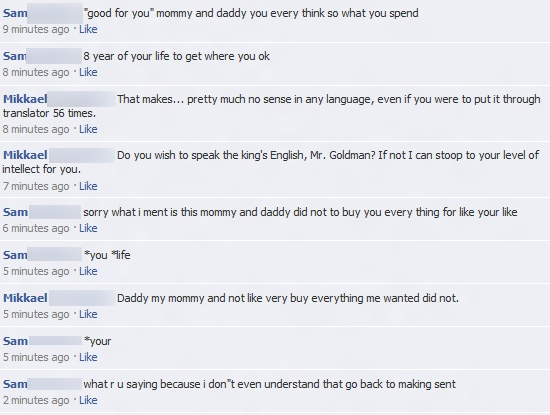 Sam "good for you" mommy and daddy you every think so what you spend
9 minutes ago · Like
Sam 8 year of your life to get where you ok
8 minutes ago · Like
Mikkael That makes... pretty much no sense in any language, even if you were to put it through
translator 56 times.
8 minutes ago · Like
Mikkael Do you wish to speak the king's English, Mr. Goldman? If not I can stoop to your level of
intellect for you.
7 minutes ago · Like
Sam sorry what i ment is this mommy and daddy did not to buy you every thing for like your like
6 minutes ago · Like
Sam *you *life
5 minutes ago · Like
Mikkael Daddy my mommy and not like very buy everything me wanted did not.
5 minutes ago · Like
Sam *your
5 minutes ago · Like
Sam what r u saying because i don"t even understand that go back to making sent
2 minutes ago · Like